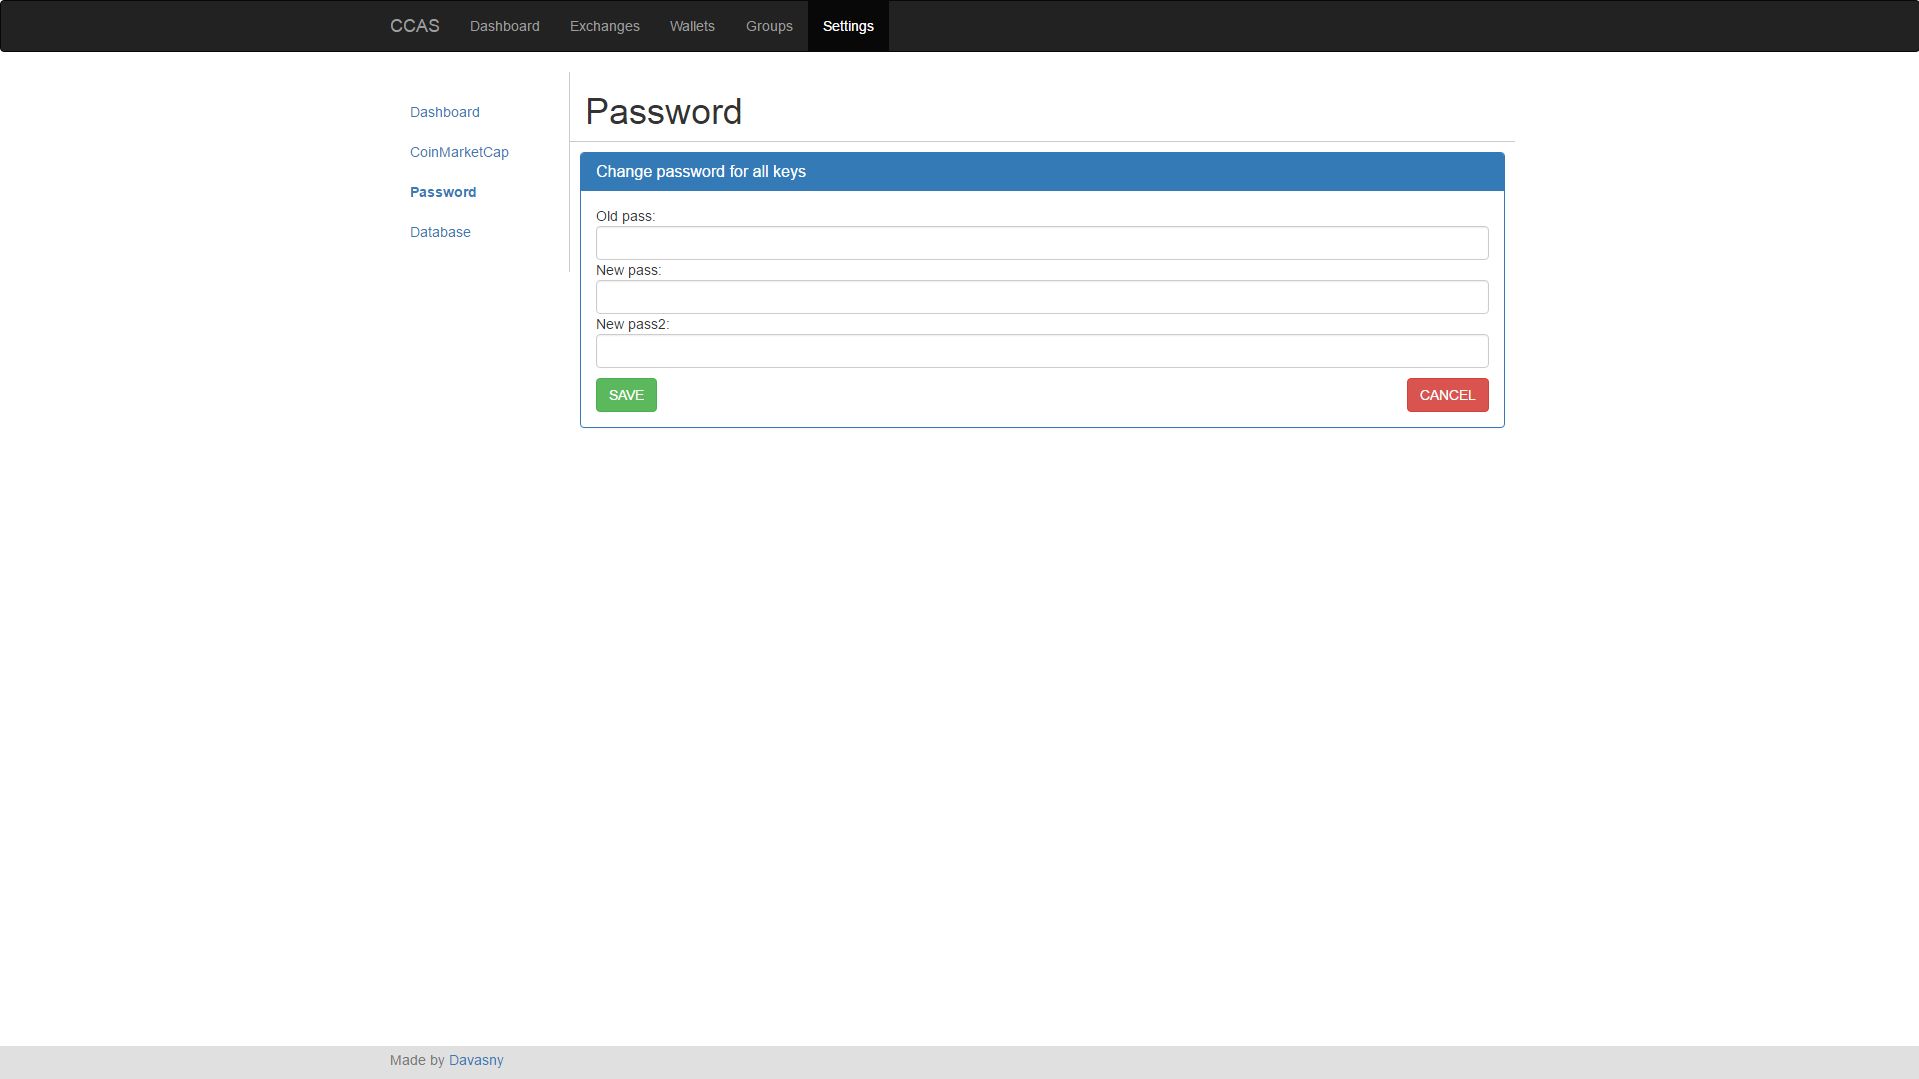 CCAS Dashboard Exchanges Wallets Groups Settings
Dashboard
CoinMarketCap
Password
Database
Password
Change password for all keys
Old pass:
New pass:
New pass2:
SAVE CANCEL
Made by Davasny